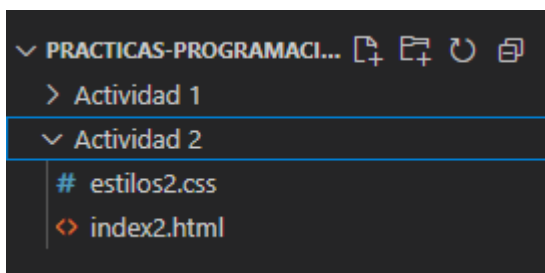 PRACTICAS-PROGRAMACI...
Actividad 1
Actividad 2
# estilos2.css
<> index2.html